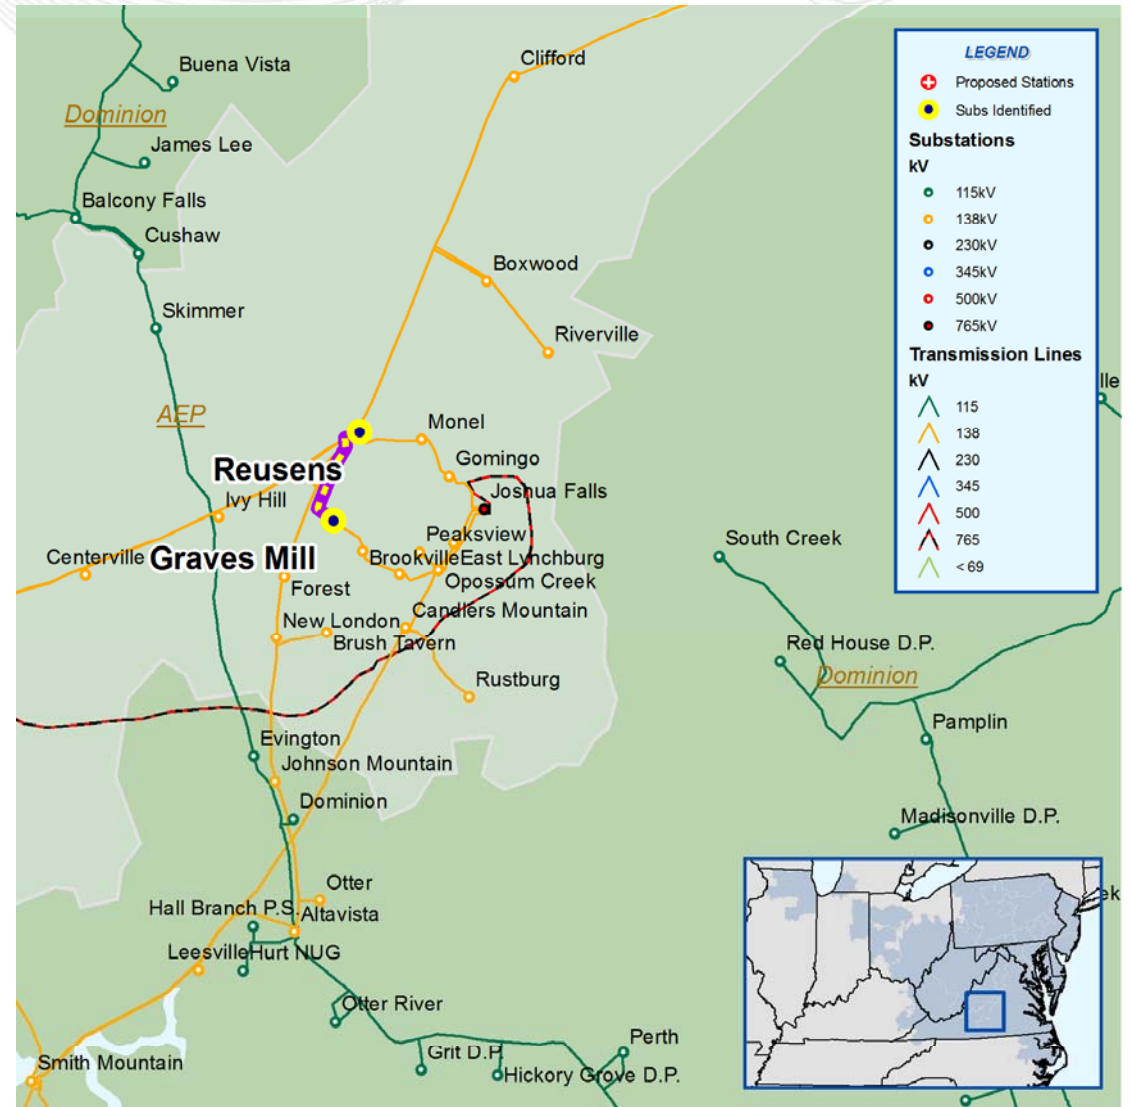 Clifford
Buena Vista
Dominion
James Lee
Balcony Falls
Cushaw
Boxwood
Skimmer
Riverville
AEP
Monel
Reusens
Gomingo
Ivy Hill
Joshua Falls
Peaksview
Centerville
Graves Mill
Brookville
East Lynchburg
Forest
Opossum Creek
New London
Candlers Mountain
Brush Tavern
Rustburg
Evington
Johnson Mountain
Dominion
Otter
Hall Branch P.S.
Altavista
Leesville
Hurt NUG
Otter River
Smith Mountain
Grit D.P.
Hickory Grove D.P.
Perth
South Creek
Red House D.P.
Dominion
Pamplin
Madisonville D.P.
lle
ek
LEGEND
Proposed Stations
Subs Identified
Substations
kV
115kV
138kV
230kV
345kV
500kV
765kV
Transmission Lines
kV
115
138
230
345
500
765
< 69